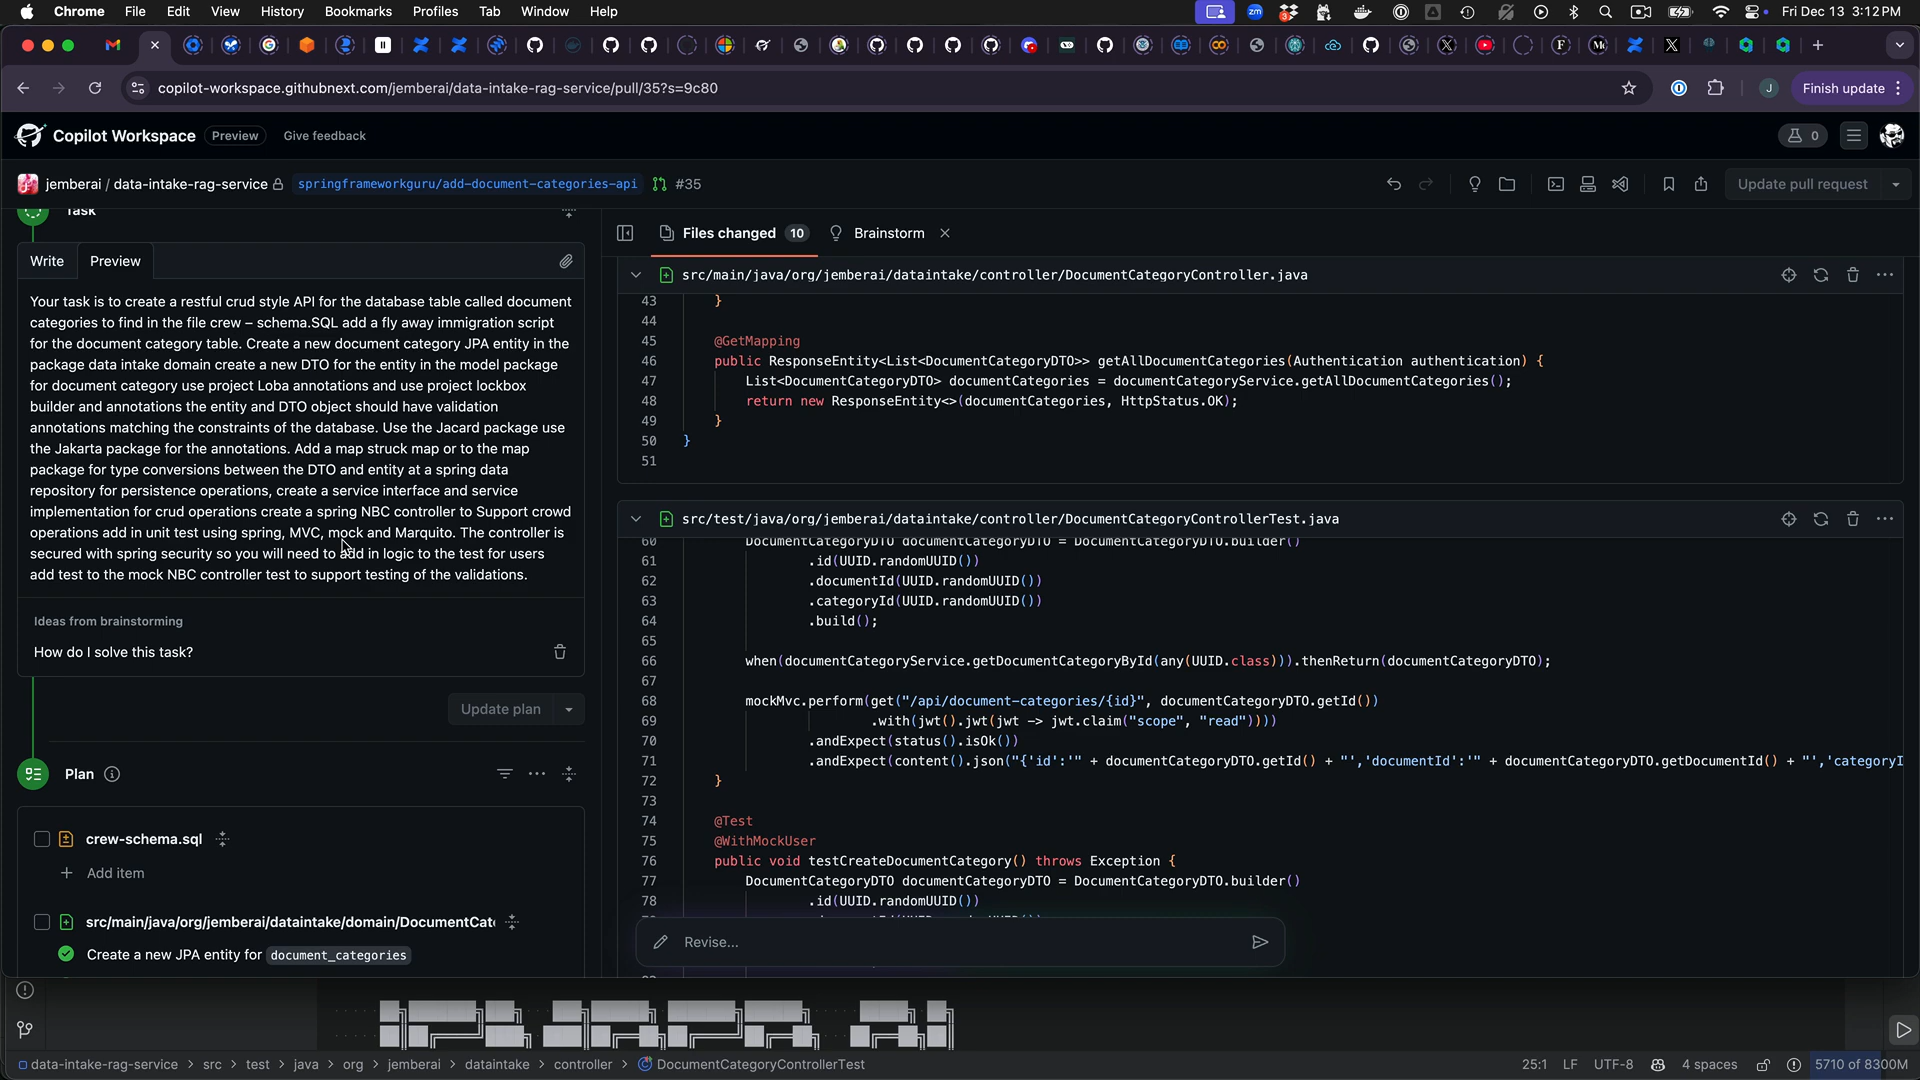 Chrome File Edit View History Bookmarks Profiles Tab Window Help
Fri Dec 13 3:12 PM
copilot-workspace.githubnext.com/jemberai/data-intake-rag-service/pull/35?s=9c80
Finish update
Copilot Workspace Preview Give feedback
0
jemberai / data-intake-rag-service springframeworkguru/add-document-categories-api #35
Update pull request
Task
Write Preview
Your task is to create a restful crud style API for the database table called document
categories to find in the file crew – schema.SQL add a fly away immigration script
for the document category table. Create a new document category JPA entity in the
package data intake domain create a new DTO for the entity in the model package
for document category use project Loba annotations and use project lockbox
builder and annotations the entity and DTO object should have validation
annotations matching the constraints of the database. Use the Jacard package use
the Jakarta package for the annotations. Add a map struck map or to the map
package for type conversions between the DTO and entity at a spring data
repository for persistence operations, create a service interface and service
implementation for crud operations create a spring NBC controller to Support crowd
operations add in unit test using spring, MVC, mock and Marquito. The controller is
secured with spring security so you will need to add in logic to the test for users
add test to the mock NBC controller test to support testing of the validations.
Ideas from brainstorming
How do I solve this task?
Update plan
Plan
crew-schema.sql
Add item
src/main/java/org/jemberai/dataintake/domain/DocumentCat
Create a new JPA entity for document_categories
Files changed 10 Brainstorm
src/main/java/org/jemberai/dataintake/controller/DocumentCategoryController.java
43 }
44
45 @GetMapping
46 public ResponseEntity<List<DocumentCategoryDTO>> getAllDocumentCategories(Authentication authentication) {
47 List<DocumentCategoryDTO> documentCategories = documentCategoryService.getAllDocumentCategories();
48 return new ResponseEntity<>(documentCategories, HttpStatus.OK);
49 }
50 }
51
src/test/java/org/jemberai/dataintake/controller/DocumentCategoryControllerTest.java
60 DocumentCategoryDTO documentCategoryDTO = DocumentCategoryDTO.builder()
61 .id(UUID.randomUUID())
62 .documentId(UUID.randomUUID())
63 .categoryId(UUID.randomUUID())
64 .build();
65
66 when(documentCategoryService.getDocumentCategoryById(any(UUID.class))).thenReturn(documentCategoryDTO);
67
68 mockMvc.perform(get("/api/document-categories/{id}", documentCategoryDTO.getId())
69 .with(jwt().jwt(jwt -> jwt.claim("scope", "read"))))
70 .andExpect(status().isOk())
71 .andExpect(content().json("{'id':'" + documentCategoryDTO.getId() + "','documentId':'" + documentCategoryDTO.getDocumentId() + "','categoryI
72 }
73
74 @Test
75 @WithMockUser
76 public void testCreateDocumentCategory() throws Exception {
77 DocumentCategoryDTO documentCategoryDTO = DocumentCategoryDTO.builder()
78 .id(UUID.randomUUID())
Revise...
data-intake-rag-service > src > test > java > org > jemberai > dataintake > controller > DocumentCategoryControllerTest
25:1 LF UTF-8 4 spaces 5710 of 8300M